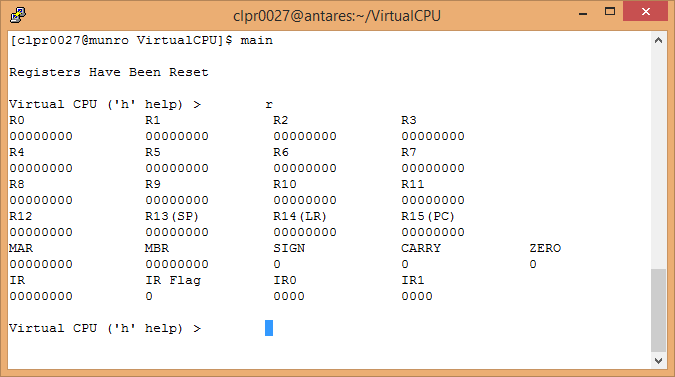 clpr0027@antares:~/VirtualCPU
[clpr0027@munro VirtualCPU]$ main
Registers Have Been Reset
Virtual CPU ('h' help) > r
R0 R1 R2 R3
00000000 00000000 00000000 00000000
R4 R5 R6 R7
00000000 00000000 00000000 00000000
R8 R9 R10 R11
00000000 00000000 00000000 00000000
R12 R13(SP) R14(LR) R15(PC)
00000000 00000000 00000000 00000000
MAR MBR SIGN CARRY ZERO
00000000 00000000 0 0 0
IR IR Flag IR0 IR1
00000000 0 0000 0000
Virtual CPU ('h' help) >